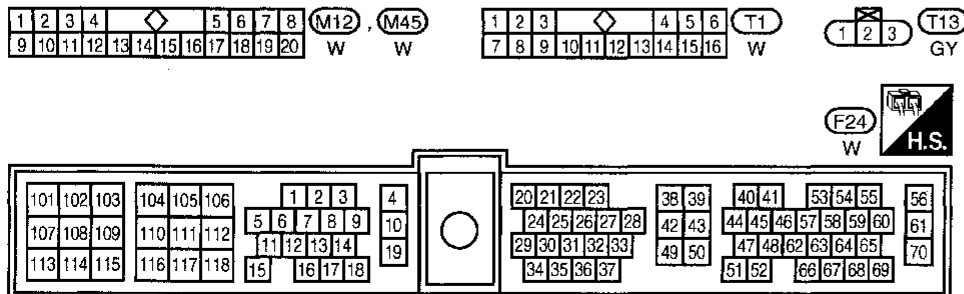 1 2 3 4 5 6 7 8 M12 , M45
9 10 11 12 13 14 15 16 17 18 19 20 W W
1 2 3 4 5 6 T1
7 8 9 10 11 12 13 14 15 16 W
1 2 3 T13
GY
F24
W
H.S.
101 102 103 104 105 106 1 2 3 4 20 21 22 23 38 39 40 41 53 54 55 56
107 108 109 110 111 112 5 6 7 8 9 10 24 25 26 27 28 42 43 44 45 46 57 58 59 60 61
11 12 13 14 29 30 31 32 33 47 48 62 63 64 65
113 114 115 116 117 118 15 16 17 18 19 34 35 36 37 49 50 51 52 66 67 68 69 70